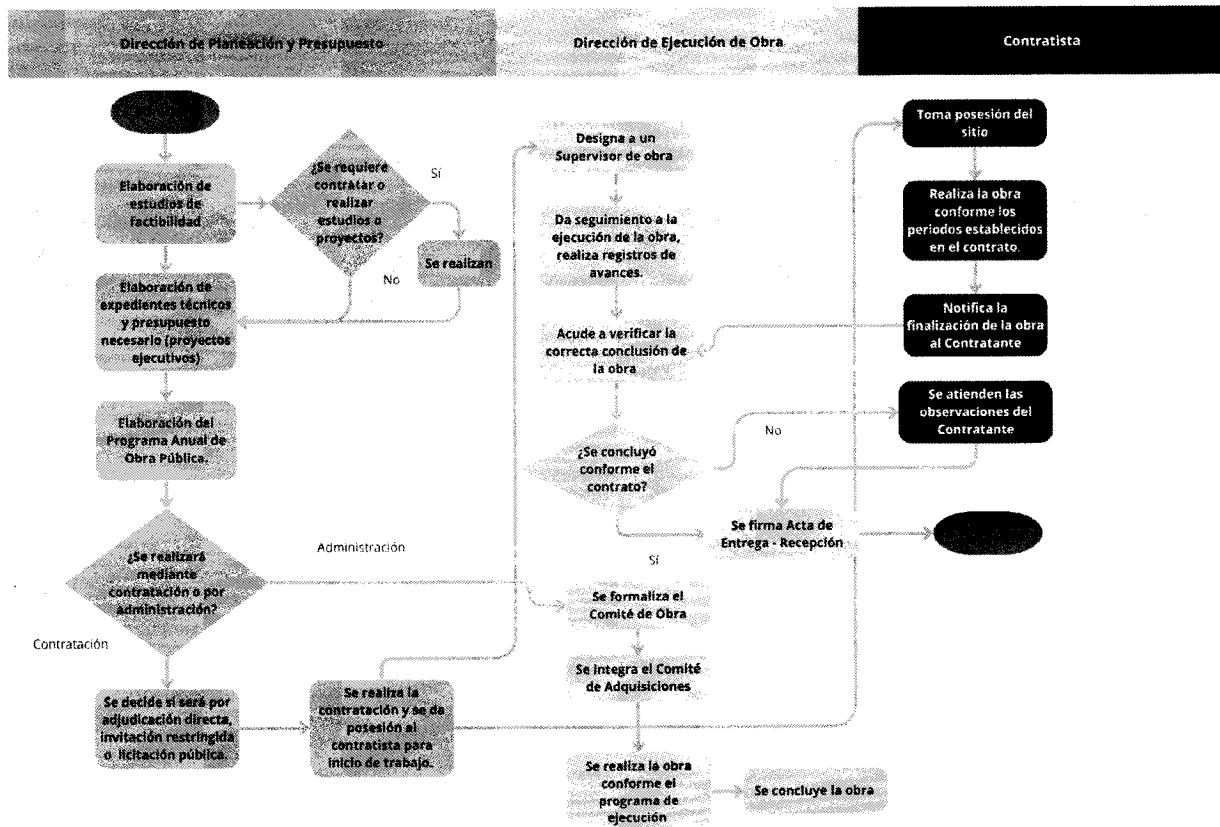 Dirección de Planeación y Presupuesto
Dirección de Ejecución de Obra
Contratista
Elaboración de
estudios de
factibilidad
¿Se requiere
contratar o
realizar
estudios o
proyectos?
Sí
Se realizan
No
Elaboración de
expedientes técnicos
y presupuesto
necesario (proyectos
ejecutivos)
Elaboración del
Programa Anual de
Obra Pública.
¿Se realizará
mediante
contratación o por
administración?
Administración
Contratación
Se decide si será por
adjudicación directa,
invitación restringida
o licitación pública.
Se realiza la
contratación y se da
posesión al
contratista para
inicio de trabajo.
Designa a un
Supervisor de obra
Da seguimiento a la
ejecución de la obra,
realiza registros de
avances.
Acude a verificar la
correcta conclusión de
la obra
¿Se concluyó
conforme el
contrato?
No
Sí
Se firma Acta de
Entrega - Recepción
Se formaliza el
Comité de Obra
Se integra el Comité
de Adquisiciones
Se realiza la obra
conforme el
programa de
ejecución
Se concluye la obra
Toma posesión del
sitio
Realiza la obra
conforme los
periodos establecidos
en el contrato.
Notifica la
finalización de la obra
al Contratante
Se atienden las
observaciones del
Contratante